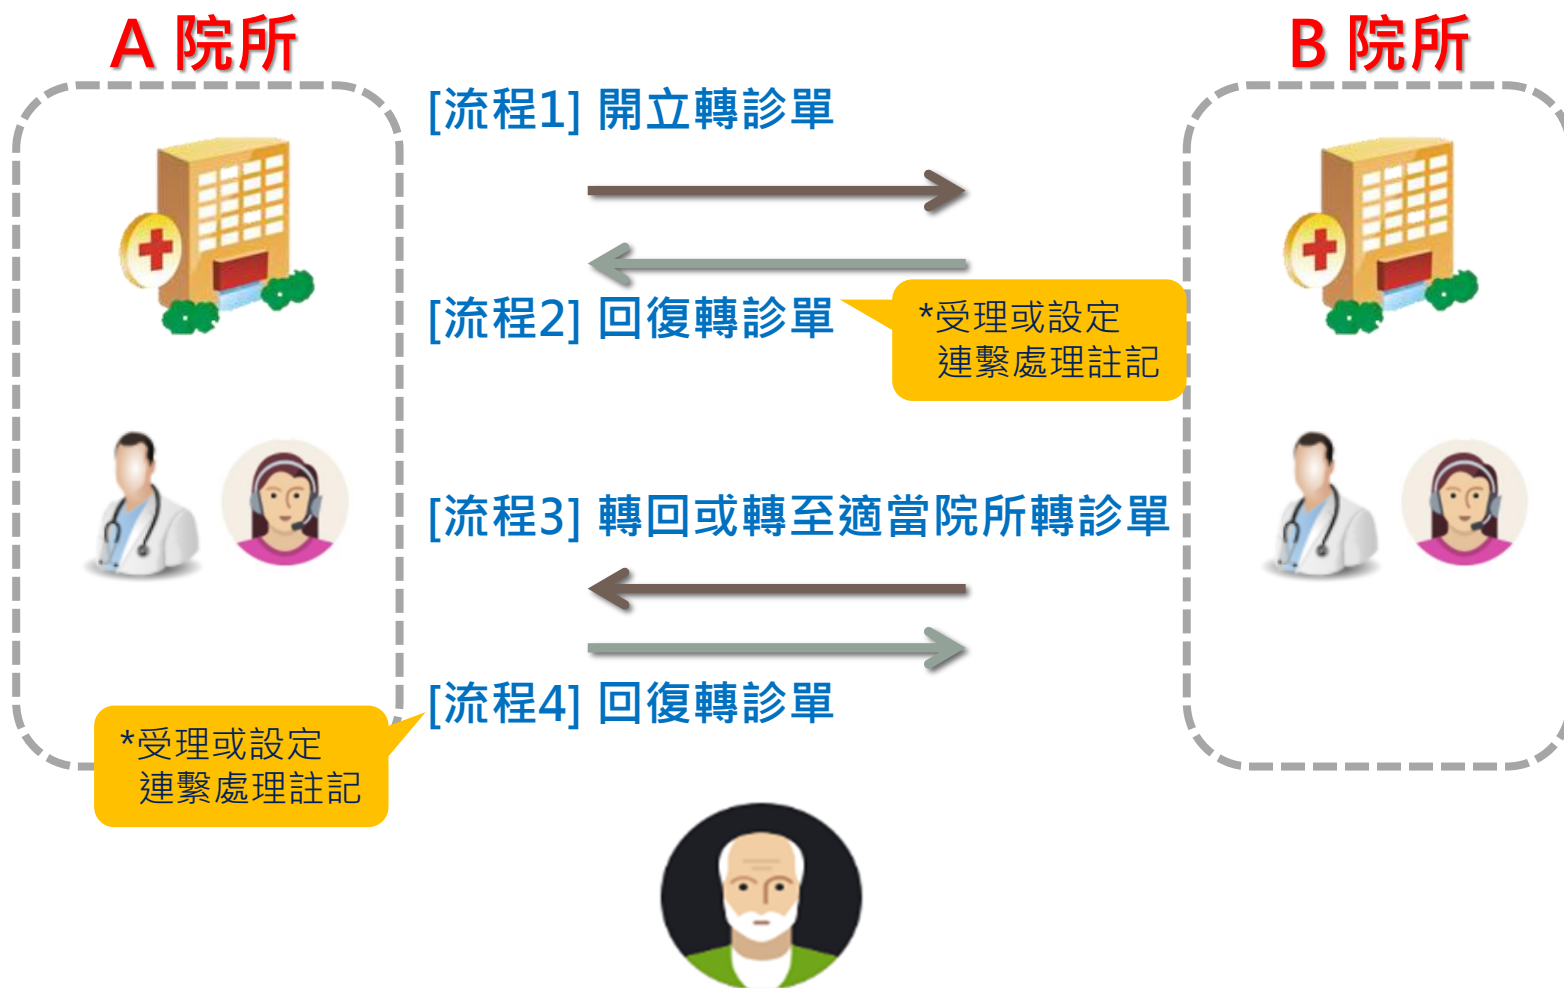 A 院所
B 院所
[流程1] 開立轉診單
[流程2] 回復轉診單
*受理或設定
連繫處理註記
[流程3] 轉回或轉至適當院所轉診單
[流程4] 回復轉診單
*受理或設定
連繫處理註記